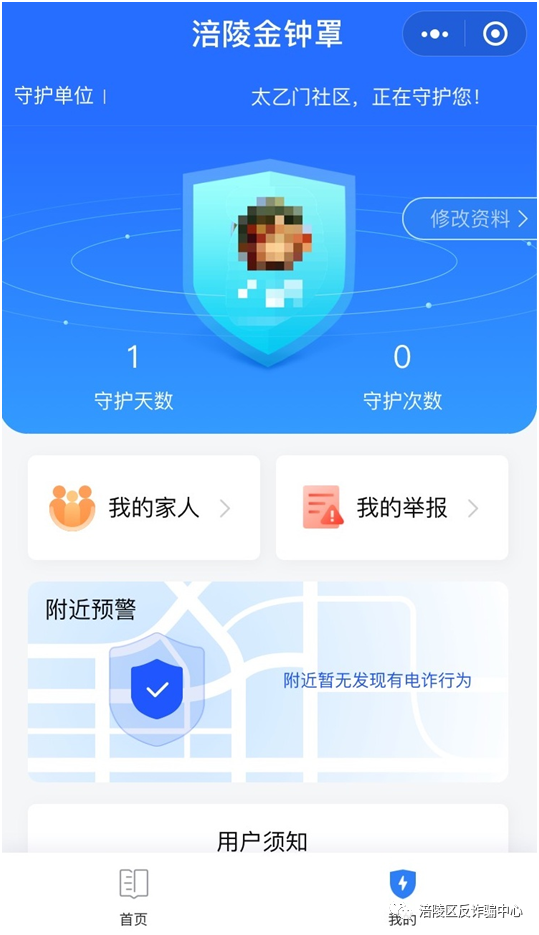 涪陵金钟罩
守护单位
太乙门社区，正在守护您！
修改资料
1
0
守护天数
守护次数
我的家人
我的举报
附近预警
附近暂无发现有电诈行为
用户须知
首页
我的
涪陵区反诈骗中心